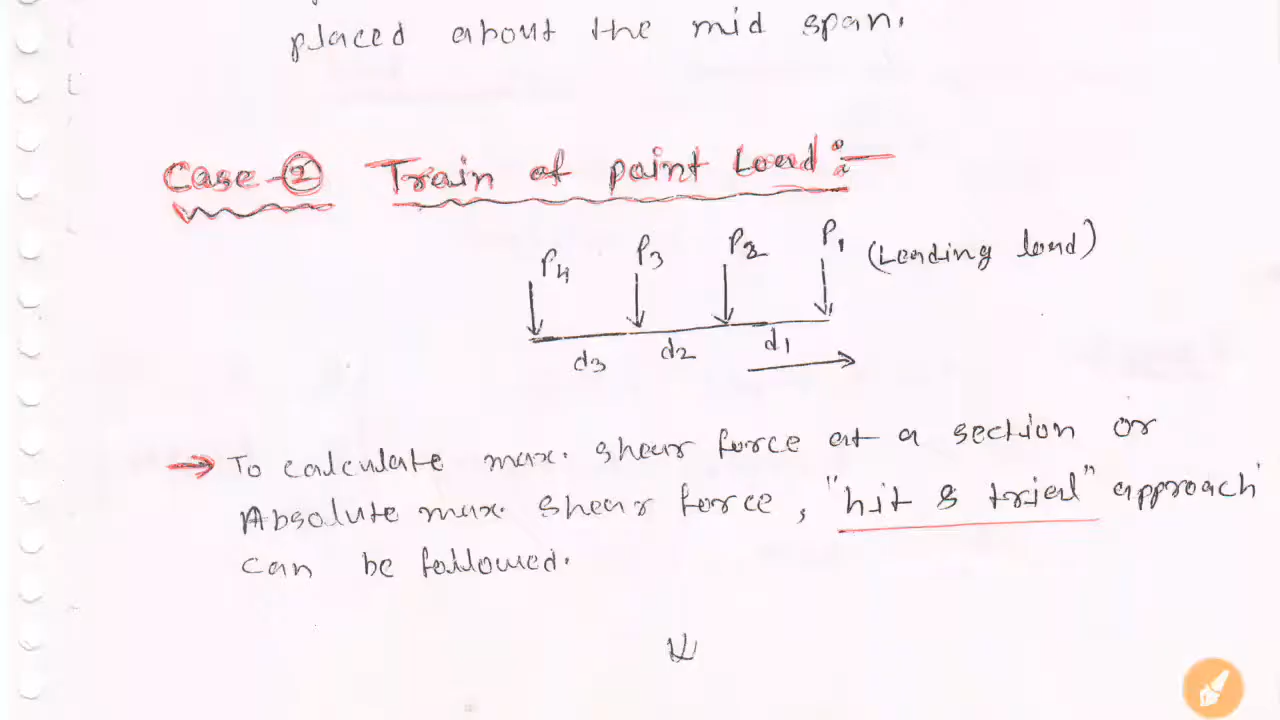 placed about the mid span.
Case-② Train of point Load :—
P4 P3 P2 P1 (Leading load)
d3 d2 d1
→ To calculate max. shear force at a section or
Absolute max. shear force, "hit & trial" approach
can be followed.